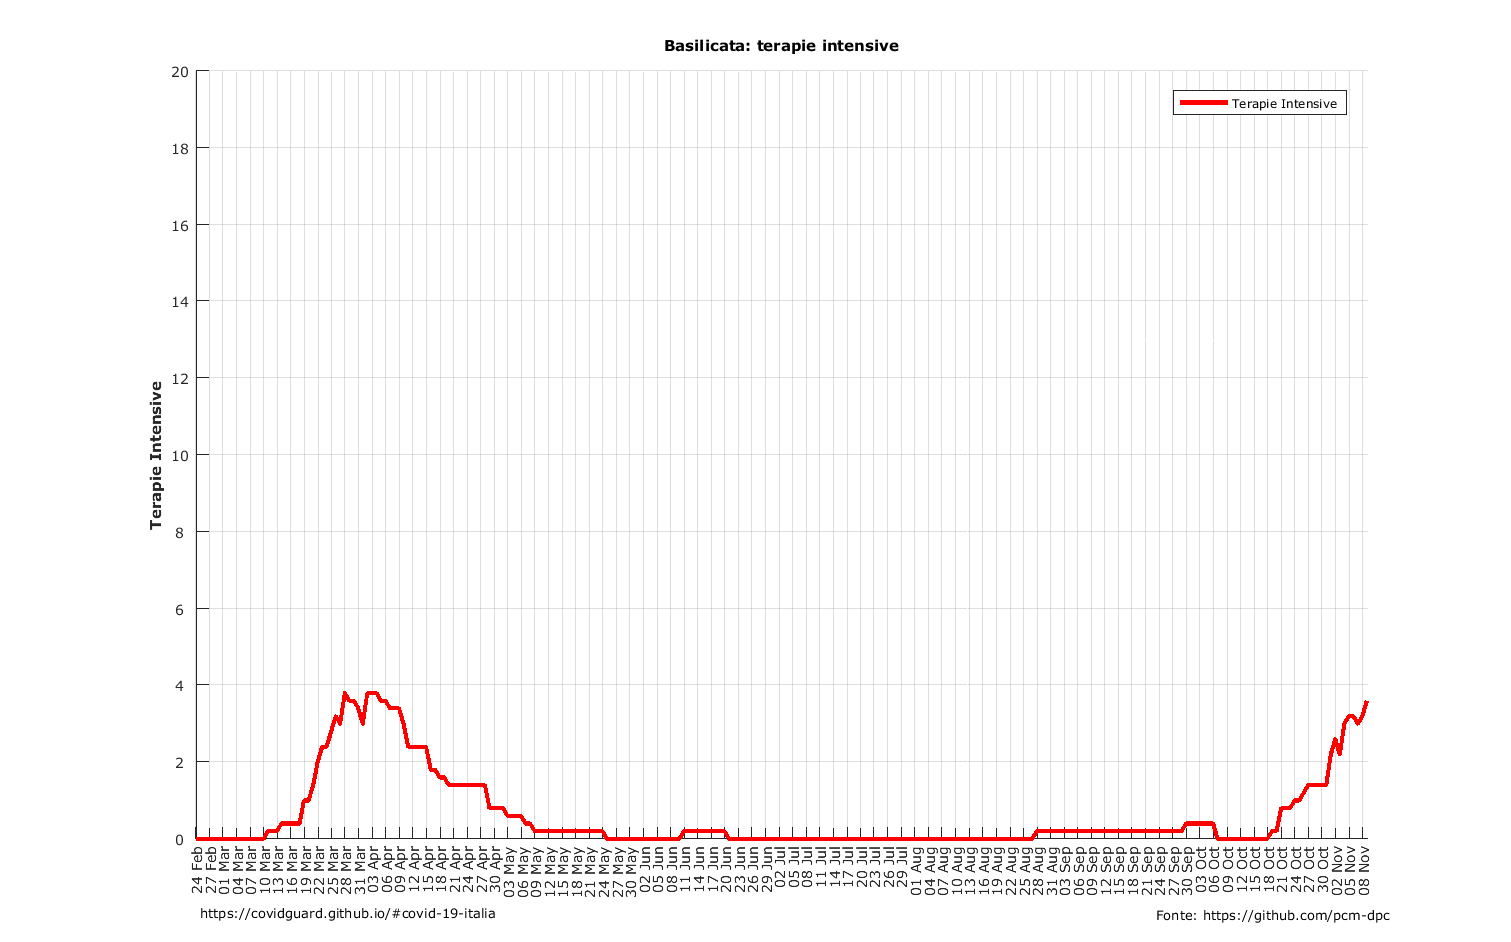 Basilicata: terapie intensive
Terapie Intensive
20
18
16
14
12
10
8
6
4
2
0
Terapie Intensive
24 Feb
27 Feb
01 Mar
04 Mar
07 Mar
10 Mar
13 Mar
16 Mar
19 Mar
22 Mar
25 Mar
28 Mar
31 Mar
03 Apr
06 Apr
09 Apr
12 Apr
15 Apr
18 Apr
21 Apr
24 Apr
27 Apr
30 Apr
03 May
06 May
09 May
12 May
15 May
18 May
21 May
24 May
27 May
30 May
02 Jun
05 Jun
08 Jun
11 Jun
14 Jun
17 Jun
20 Jun
23 Jun
26 Jun
29 Jun
02 Jul
05 Jul
08 Jul
11 Jul
14 Jul
17 Jul
20 Jul
23 Jul
26 Jul
29 Jul
01 Aug
04 Aug
07 Aug
10 Aug
13 Aug
16 Aug
19 Aug
22 Aug
25 Aug
28 Aug
31 Aug
03 Sep
06 Sep
09 Sep
12 Sep
15 Sep
18 Sep
21 Sep
24 Sep
27 Sep
30 Sep
03 Oct
06 Oct
09 Oct
12 Oct
15 Oct
18 Oct
21 Oct
24 Oct
27 Oct
30 Oct
02 Nov
05 Nov
08 Nov
https://covidguard.github.io/#covid-19-italia
Fonte: https://github.com/pcm-dpc